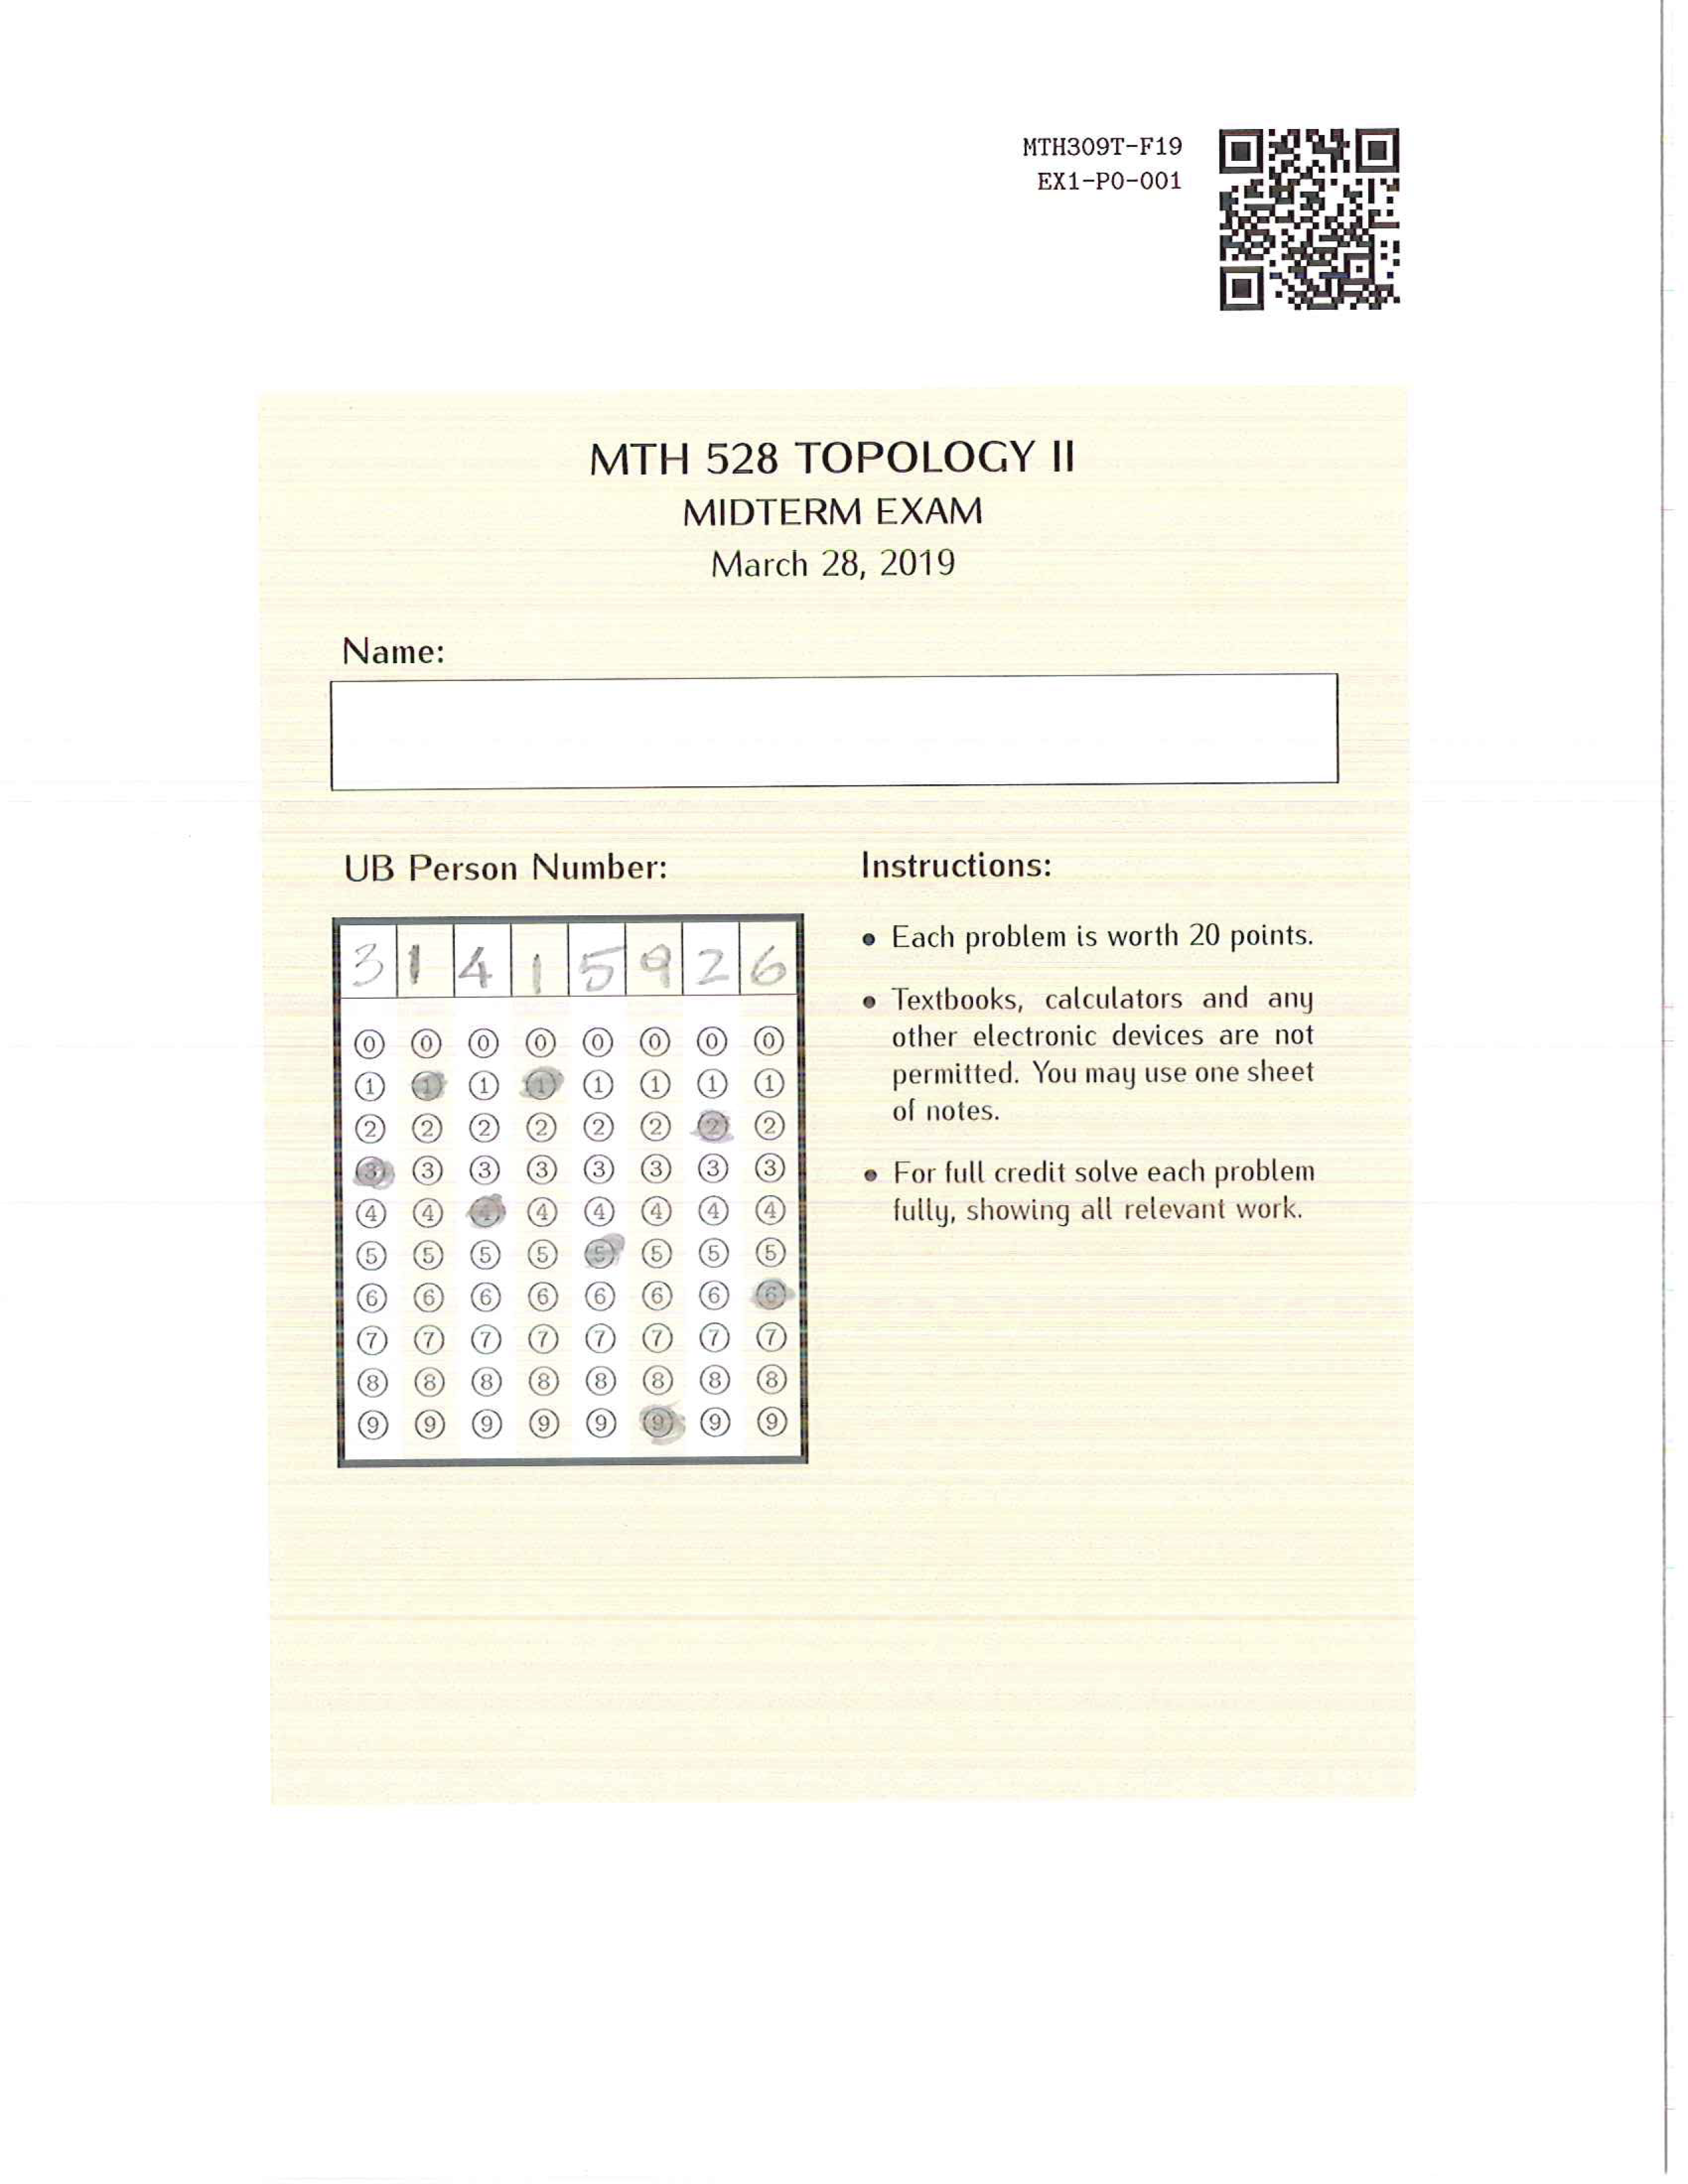 MTH309T-F19
EX1-P0-001
MTH 528 TOPOLOGY II
MIDTERM EXAM
March 28, 2019
Name:
UB Person Number:
3 1 4 1 5 9 2 6
0 0 0 0 0 0 0 0
1 1 1 1 1 1 1 1
2 2 2 2 2 2 2 2
3 3 3 3 3 3 3 3
4 4 4 4 4 4 4 4
5 5 5 5 5 5 5 5
6 6 6 6 6 6 6 6
7 7 7 7 7 7 7 7
8 8 8 8 8 8 8 8
9 9 9 9 9 9 9 9
Instructions:
• Each problem is worth 20 points.
• Textbooks, calculators and any
other electronic devices are not
permitted. You may use one sheet
of notes.
• For full credit solve each problem
fully, showing all relevant work.